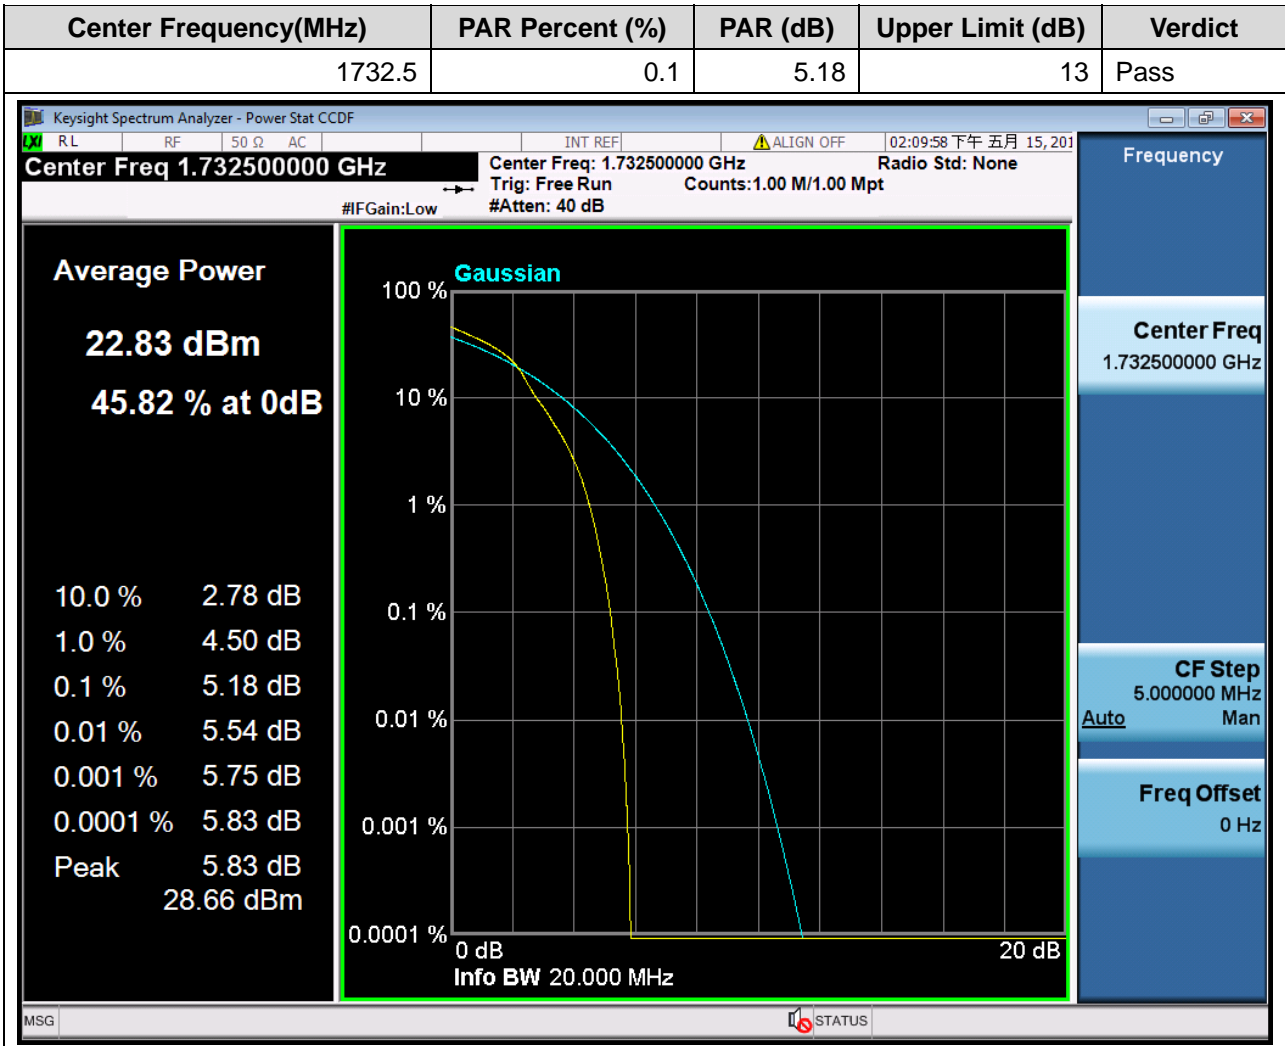 Center Frequency(MHz) PAR Percent (%) PAR (dB) Upper Limit (dB) Verdict
1732.5 0.1 5.18 13 Pass
Keysight Spectrum Analyzer - Power Stat CCDF
LXI RL RF 50 Ω AC INT REF ALIGN OFF 02:09:58 下午 五月 15, 201
Center Freq 1.732500000 GHz
Center Freq: 1.732500000 GHz Radio Std: None
Trig: Free Run Counts:1.00 M/1.00 Mpt
#IFGain:Low #Atten: 40 dB
Average Power
22.83 dBm
45.82 % at 0dB
10.0 % 2.78 dB
1.0 % 4.50 dB
0.1 % 5.18 dB
0.01 % 5.54 dB
0.001 % 5.75 dB
0.0001 % 5.83 dB
Peak 5.83 dB
28.66 dBm
Gaussian
100 %
10 %
1 %
0.1 %
0.01 %
0.001 %
0.0001 %
0 dB 20 dB
Info BW 20.000 MHz
Frequency
Center Freq
1.732500000 GHz
CF Step
5.000000 MHz
Auto Man
Freq Offset
0 Hz
MSG STATUS